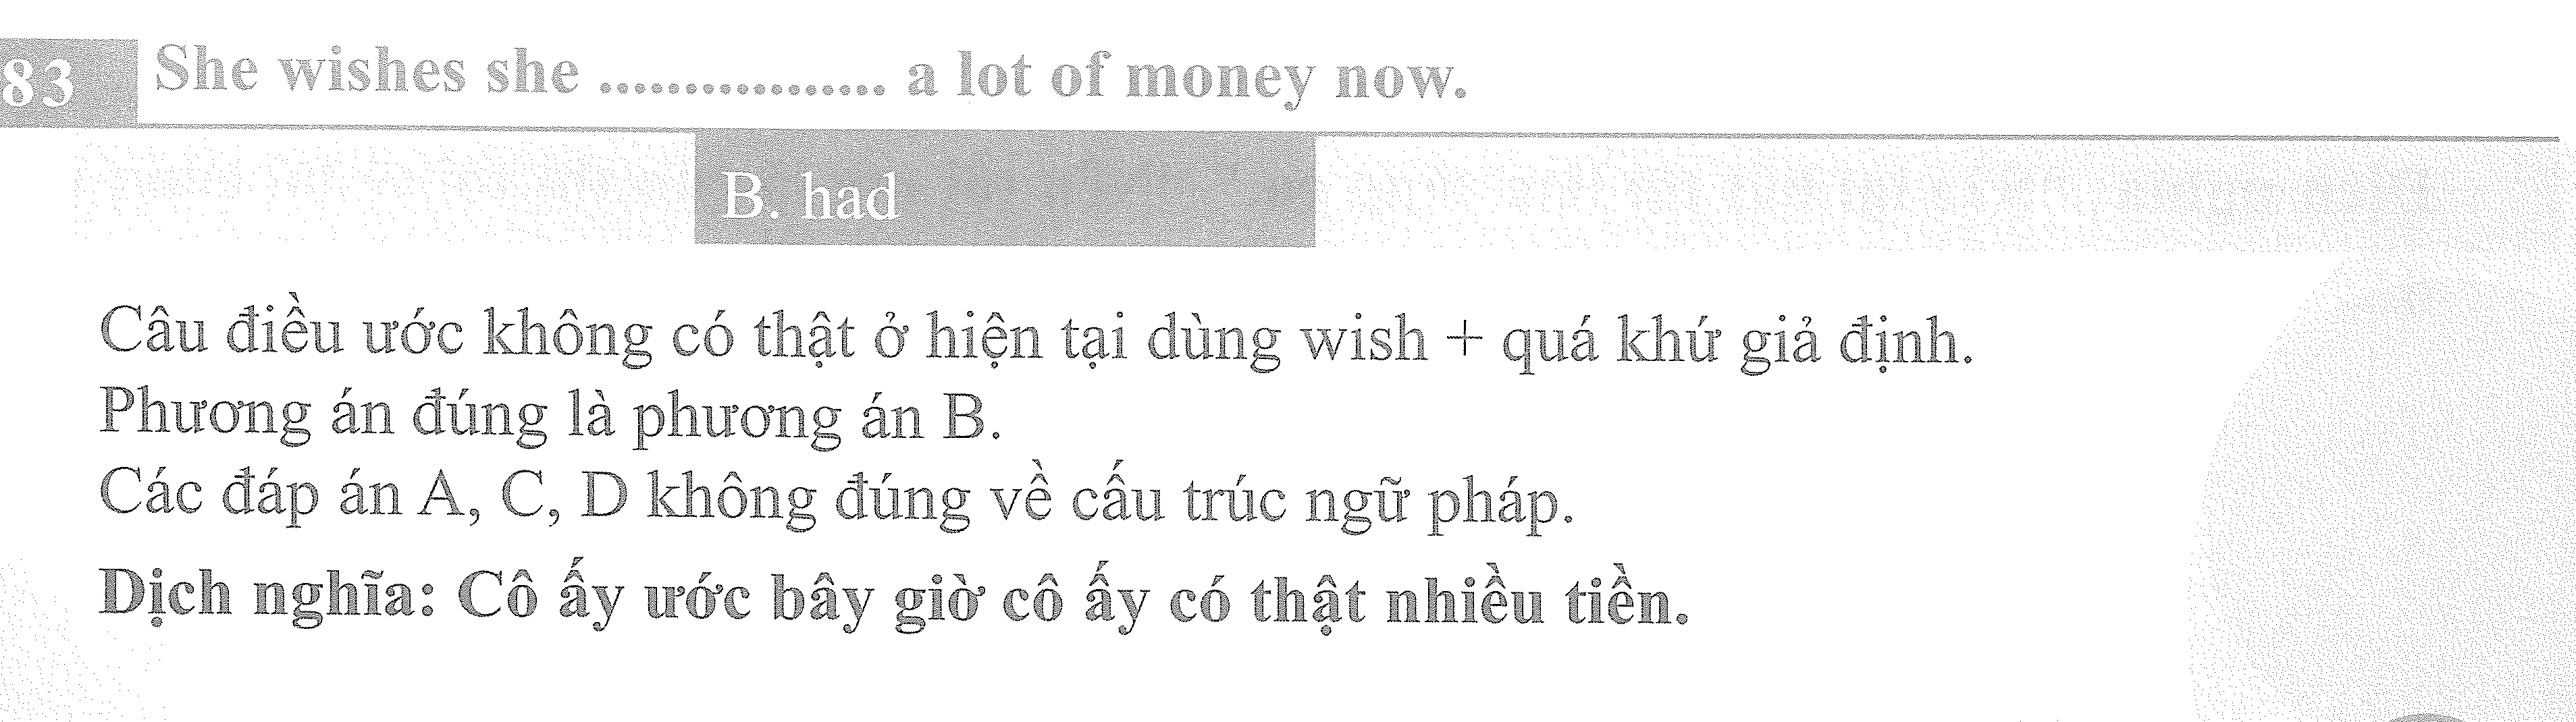 83 She wishes she ................. a lot of money now.
B. had
Câu điều ước không có thật ở hiện tại dùng wish + quá khứ giả định.
Phương án đúng là phương án B.
Các đáp án A, C, D không đúng về cấu trúc ngữ pháp.
Dịch nghĩa: Cô ấy ước bây giờ cô ấy có thật nhiều tiền.